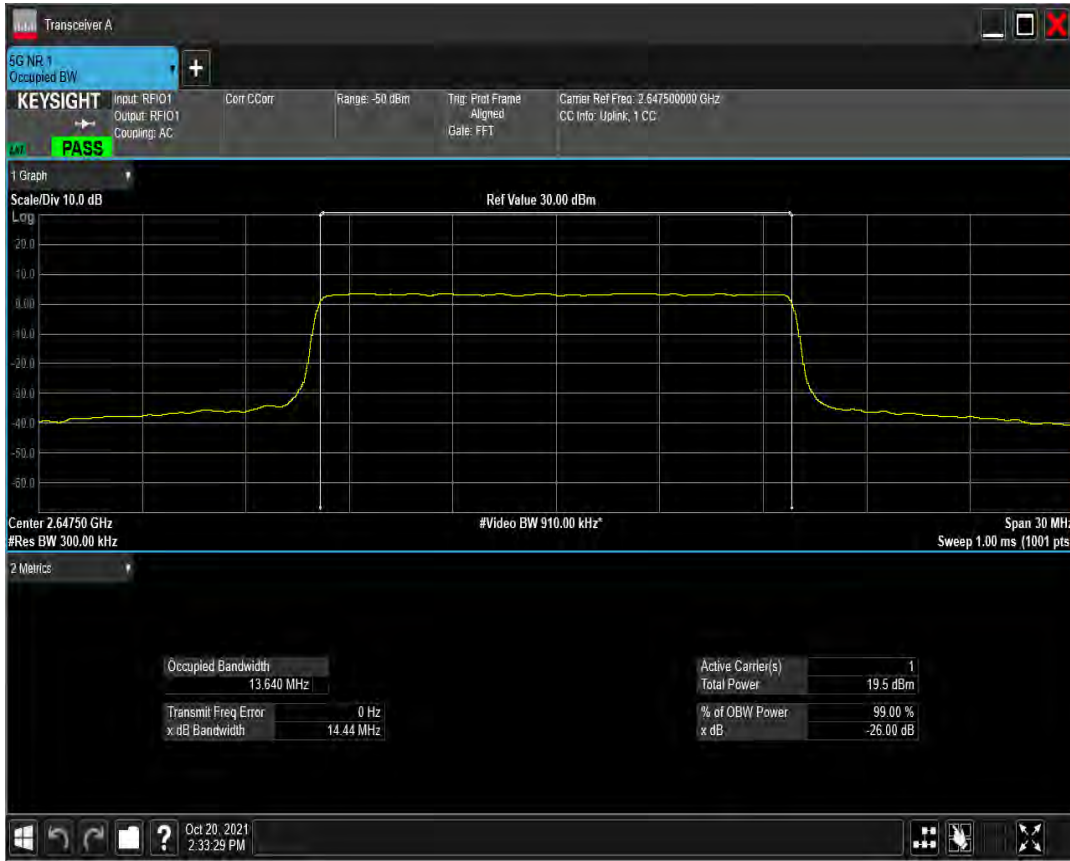 Transceiver A
5G NR 1
Occupied BW
+
KEYSIGHT
Input: RFIO1
Output: RFIO1
Coupling: AC
Corr CCorr
Range: -50 dBm
Trig: Prot Frame
Aligned
Gate: FFT
Carrier Ref Freq: 2.647500000 GHz
CC Info: Uplink, 1 CC
PASS
1 Graph
Scale/Div 10.0 dB
Ref Value 30.00 dBm
Log
20.0
10.0
0.00
-10.0
-20.0
-30.0
-40.0
-50.0
-60.0
Center 2.64750 GHz
#Video BW 910.00 kHz*
Span 30 MHz
#Res BW 300.00 kHz
Sweep 1.00 ms (1001 pts
2 Metrics
Occupied Bandwidth
13.640 MHz
Transmit Freq Error 0 Hz
x dB Bandwidth 14.44 MHz
Active Carrier(s) 1
Total Power 19.5 dBm
% of OBW Power 99.00 %
x dB -26.00 dB
?
Oct 20, 2021
2:33:29 PM